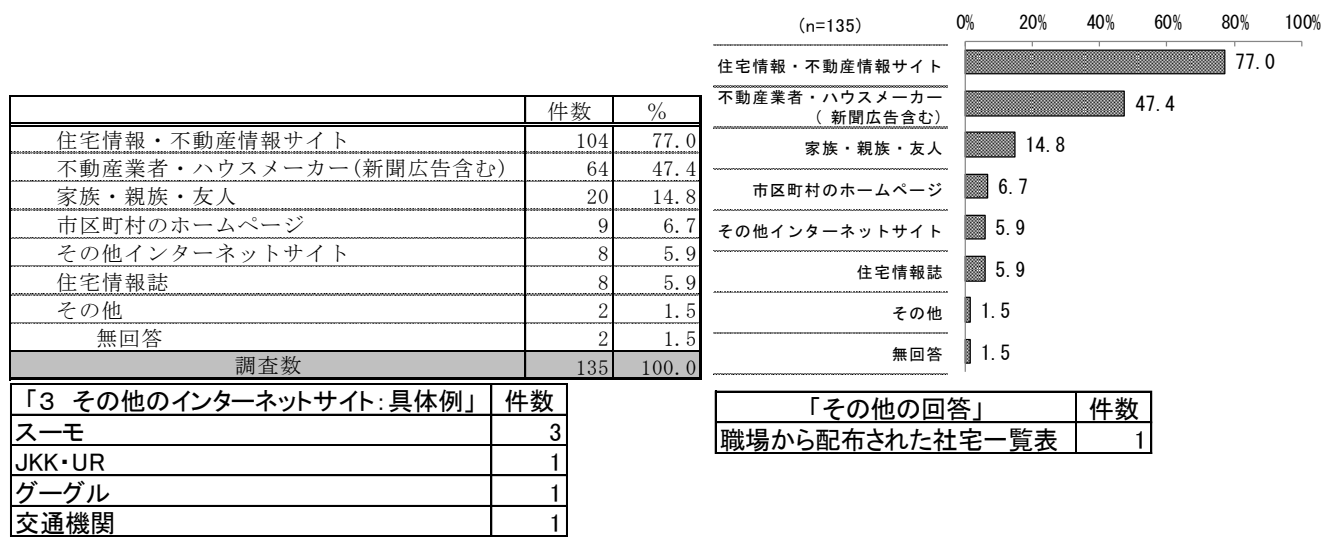 件数 %
住宅情報・不動産情報サイト 104 77.0
不動産業者・ハウスメーカー(新聞広告含む) 64 47.4
家族・親族・友人 20 14.8
市区町村のホームページ 9 6.7
その他インターネットサイト 8 5.9
住宅情報誌 8 5.9
その他 2 1.5
無回答 2 1.5
調査数 135 100.0
(n=135) 0% 20% 40% 60% 80% 100%
住宅情報・不動産情報サイト 77.0
不動産業者・ハウスメーカー
( 新聞広告含む) 47.4
家族・親族・友人 14.8
市区町村のホームページ 6.7
その他インターネットサイト 5.9
住宅情報誌 5.9
その他 1.5
無回答 1.5
「3 その他のインターネットサイト:具体例」 件数
スーモ 3
JKK・UR 1
グーグル 1
交通機関 1
「その他の回答」 件数
職場から配布された社宅一覧表 1